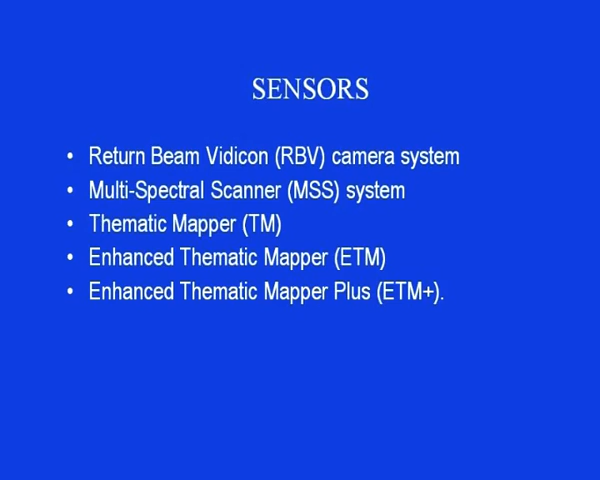 SENSORS
• Return Beam Vidicon (RBV) camera system
• Multi-Spectral Scanner (MSS) system
• Thematic Mapper (TM)
• Enhanced Thematic Mapper (ETM)
• Enhanced Thematic Mapper Plus (ETM+).